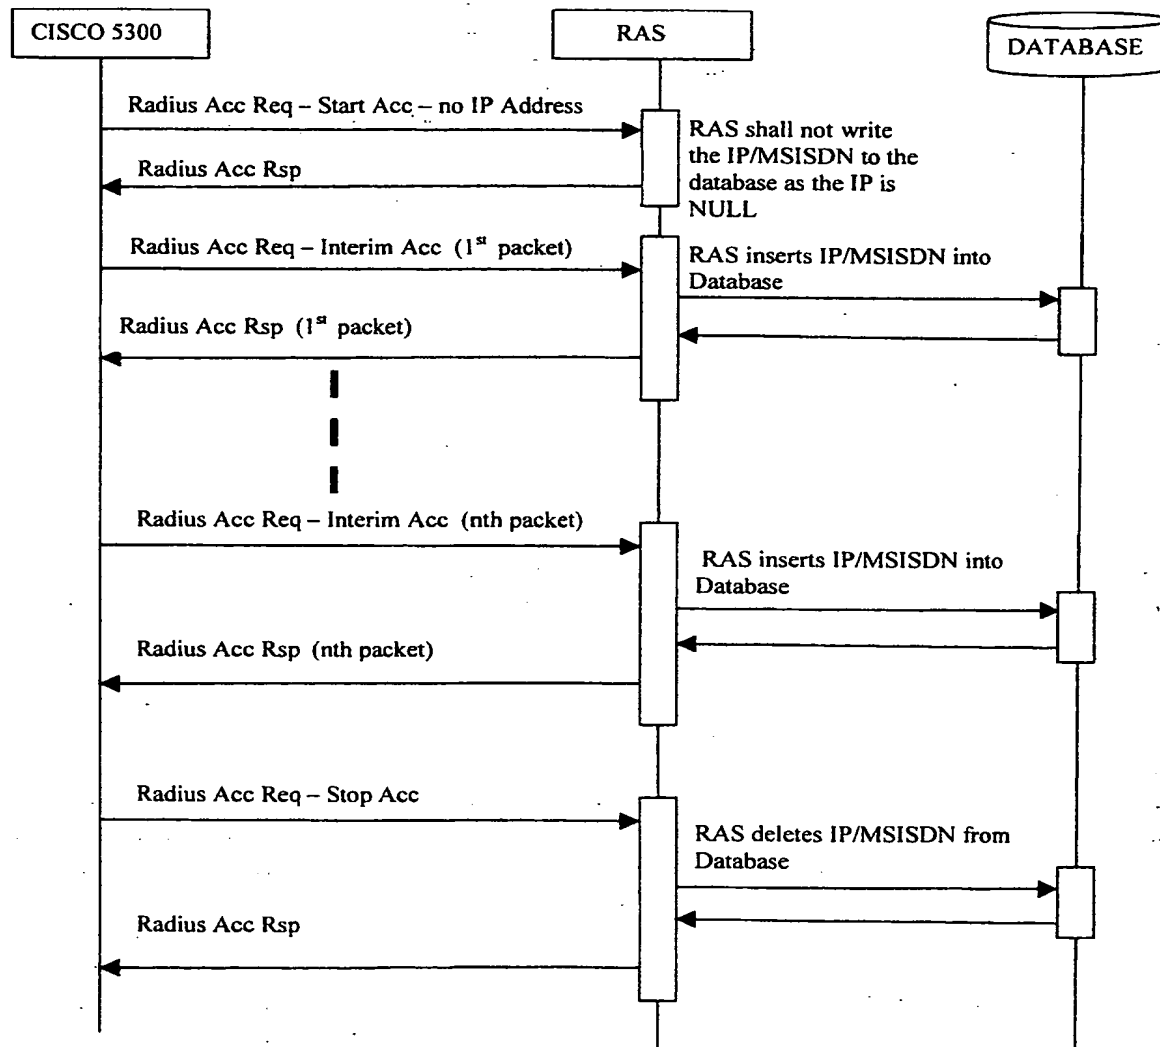 CISCO 5300
RAS
DATABASE
Radius Acc Req – Start Acc – no IP Address
RAS shall not write
the IP/MSISDN to the
database as the IP is
NULL
Radius Acc Rsp
Radius Acc Req – Interim Acc (1st packet)
RAS inserts IP/MSISDN into
Database
Radius Acc Rsp (1st packet)
Radius Acc Req – Interim Acc (nth packet)
RAS inserts IP/MSISDN into
Database
Radius Acc Rsp (nth packet)
Radius Acc Req – Stop Acc
RAS deletes IP/MSISDN from
Database
Radius Acc Rsp